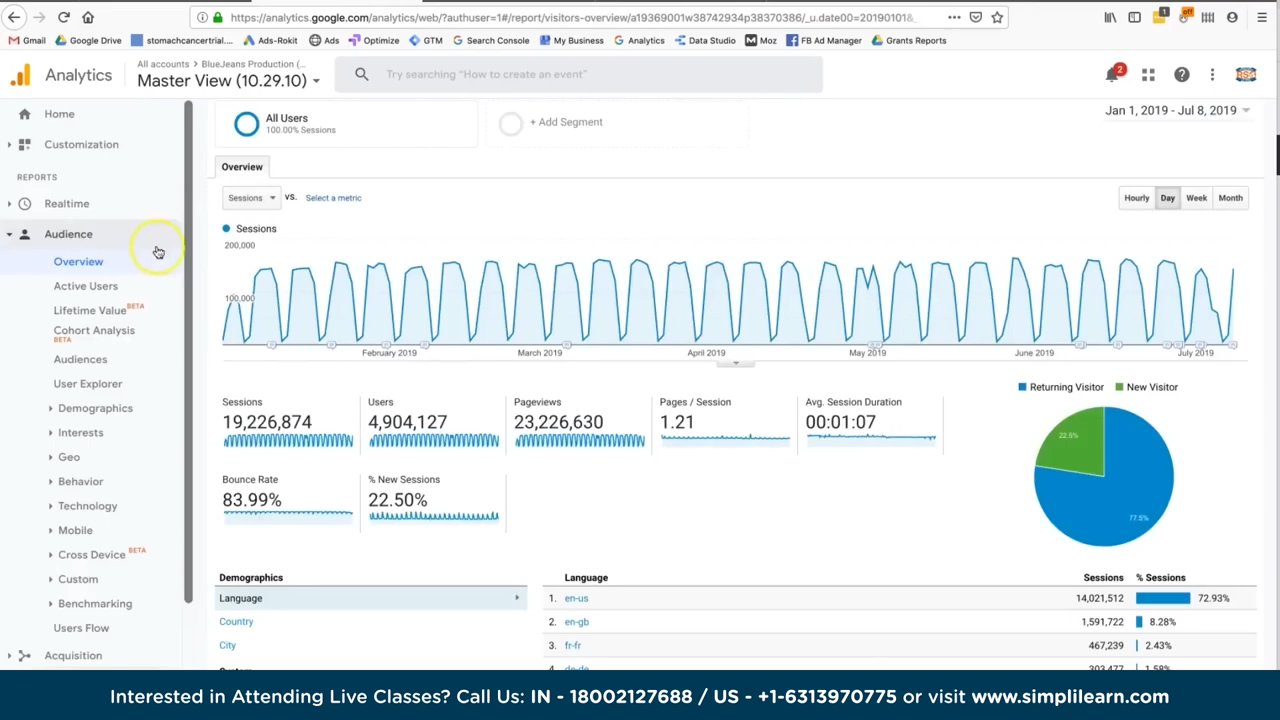 https://analytics.google.com/analytics/web/?authuser=1#/report/visitors-overview/a19369001w38742934p38370386/_u.date00=20190101&
1
off
Gmail
Google Drive
stomachcancertrial....
Ads-Rokit
Ads
Optimize
GTM
Search Console
My Business
Analytics
Data Studio
Moz
FB Ad Manager
Grants Reports
Analytics
All accounts > BlueJeans Production (...
Master View (10.29.10)
Try searching "How to create an event"
2
Home
Customization
REPORTS
Realtime
Audience
Overview
Active Users
Lifetime Value BETA
Cohort Analysis
BETA
Audiences
User Explorer
Demographics
Interests
Geo
Behavior
Technology
Mobile
Cross Device BETA
Custom
Benchmarking
Users Flow
Acquisition
All Users
100.00% Sessions
+ Add Segment
Jan 1, 2019 - Jul 8, 2019
Overview
Sessions VS. Select a metric
Hourly Day Week Month
Sessions
200,000
100,000
February 2019 March 2019 April 2019 May 2019 June 2019 July 2019
Sessions
19,226,874
Users
4,904,127
Pageviews
23,226,630
Pages / Session
1.21
Avg. Session Duration
00:01:07
Bounce Rate
83.99%
% New Sessions
22.50%
Returning Visitor New Visitor
22.5%
77.5%
Demographics
Language
Country
City
Language Sessions % Sessions
1. en-us 14,021,512 72.93%
2. en-gb 1,591,722 8.28%
3. fr-fr 467,239 2.43%
4. de-de 303,477 1.58%
Interested in Attending Live Classes? Call Us: IN - 18002127688 / US - +1-6313970775 or visit www.simplilearn.com